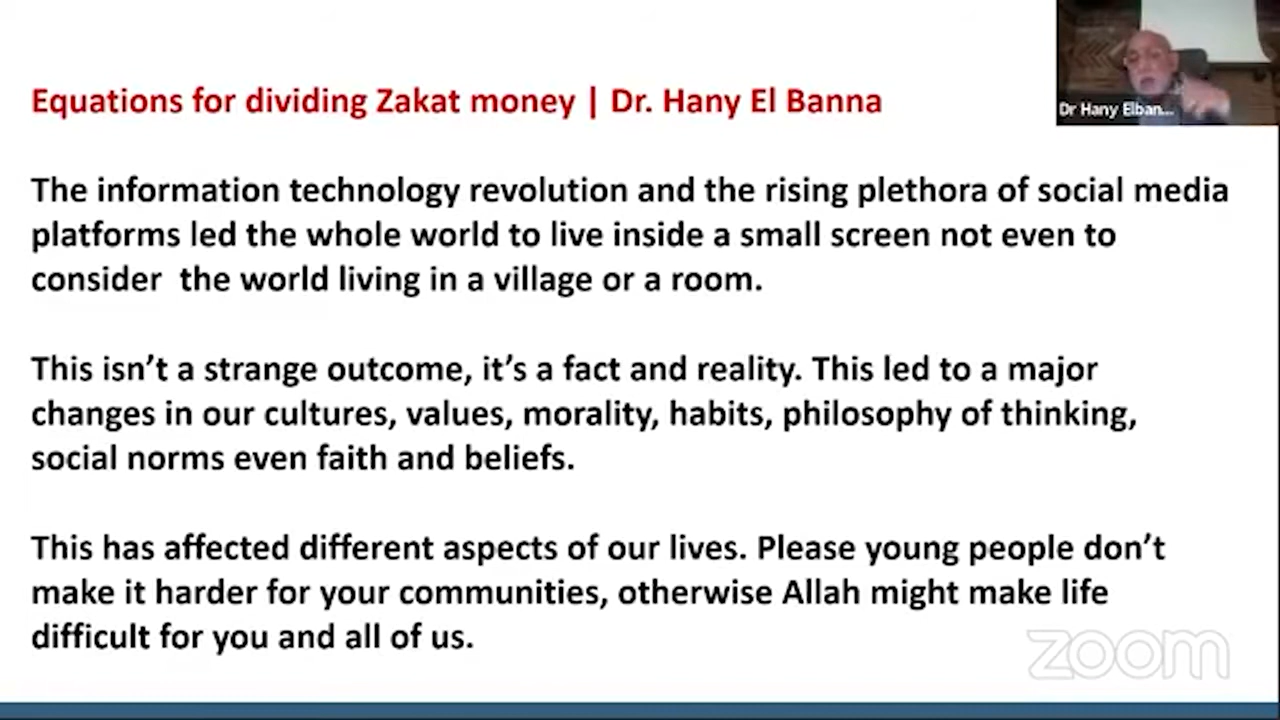 Equations for dividing Zakat money | Dr. Hany El Banna
Dr Hany Elban...
The information technology revolution and the rising plethora of social media
platforms led the whole world to live inside a small screen not even to
consider  the world living in a village or a room.
This isn’t a strange outcome, it’s a fact and reality. This led to a major
changes in our cultures, values, morality, habits, philosophy of thinking,
social norms even faith and beliefs.
This has affected different aspects of our lives. Please young people don’t
make it harder for your communities, otherwise Allah might make life
difficult for you and all of us.
zoom